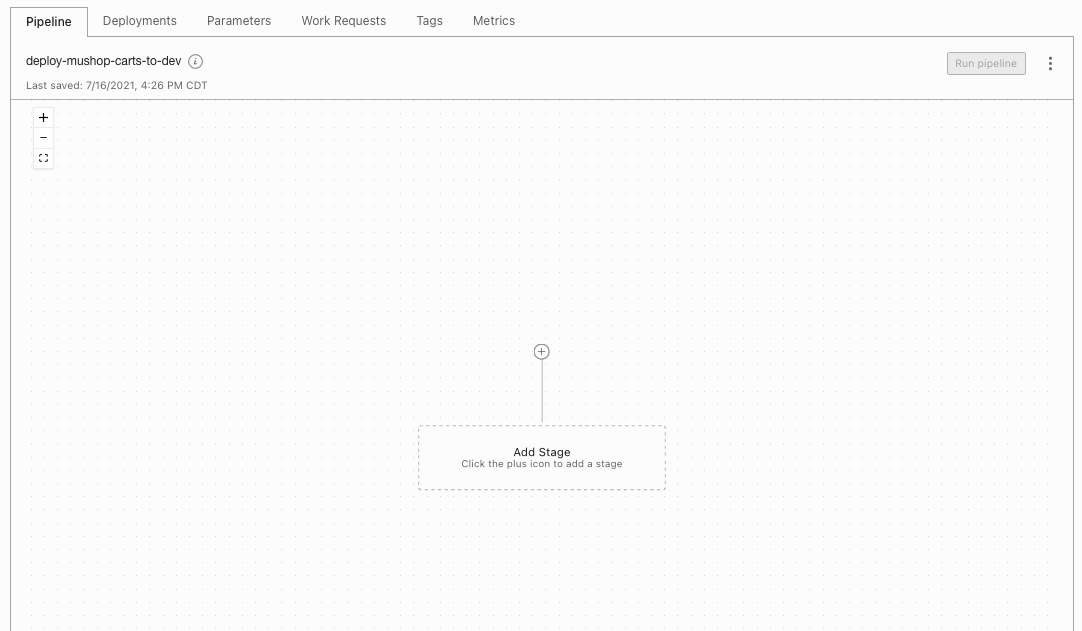 Pipeline Deployments Parameters Work Requests Tags Metrics
deploy-mushop-carts-to-dev
Run pipeline
Last saved: 7/16/2021, 4:26 PM CDT
Add Stage
Click the plus icon to add a stage